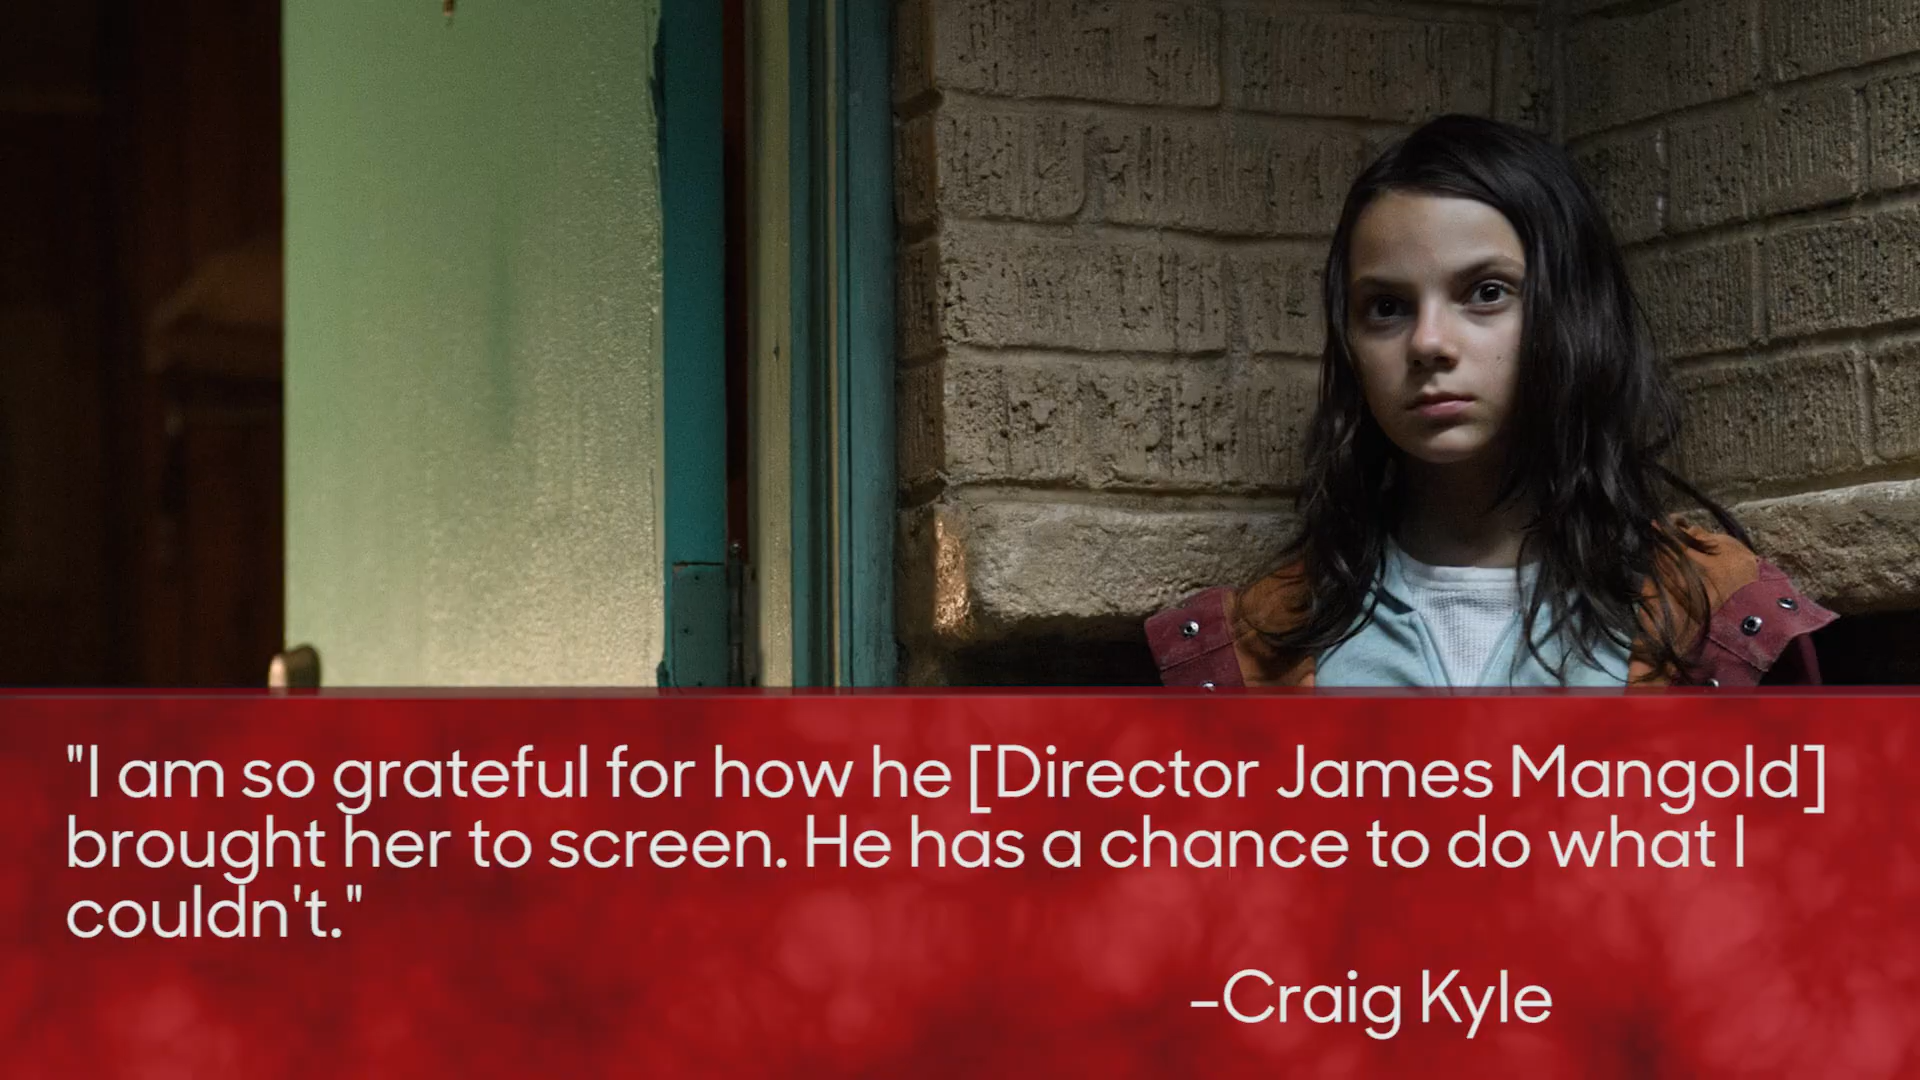 "I am so grateful for how he [Director James Mangold]
brought her to screen. He has a chance to do what I
couldn't."
–Craig Kyle